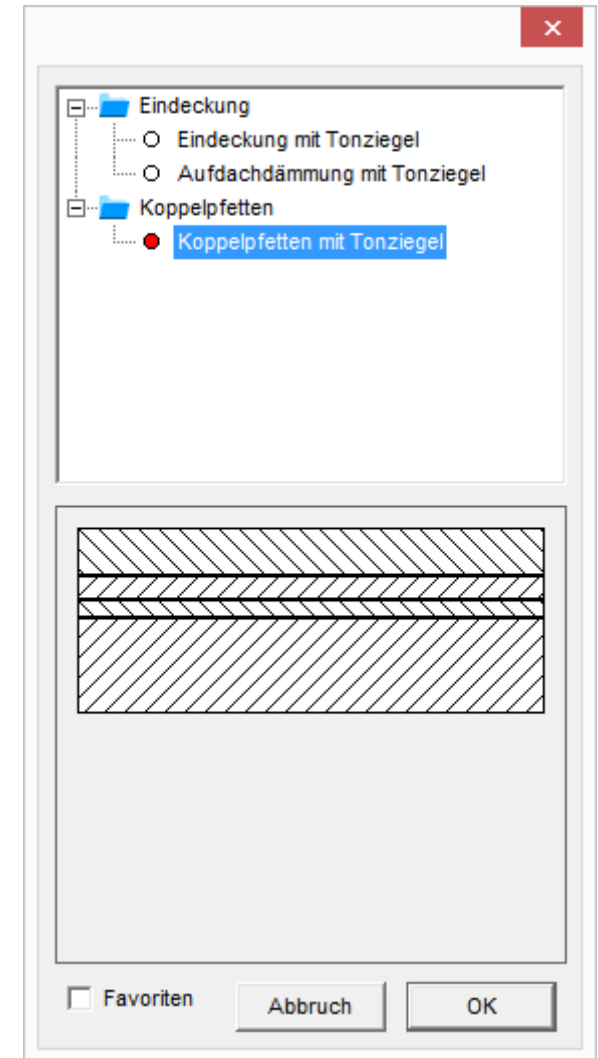 Eindeckung
Eindeckung mit Tonziegel
Aufdachdämmung mit Tonziegel
Koppelpfetten
Koppelpfetten mit Tonziegel
Favoriten Abbruch OK